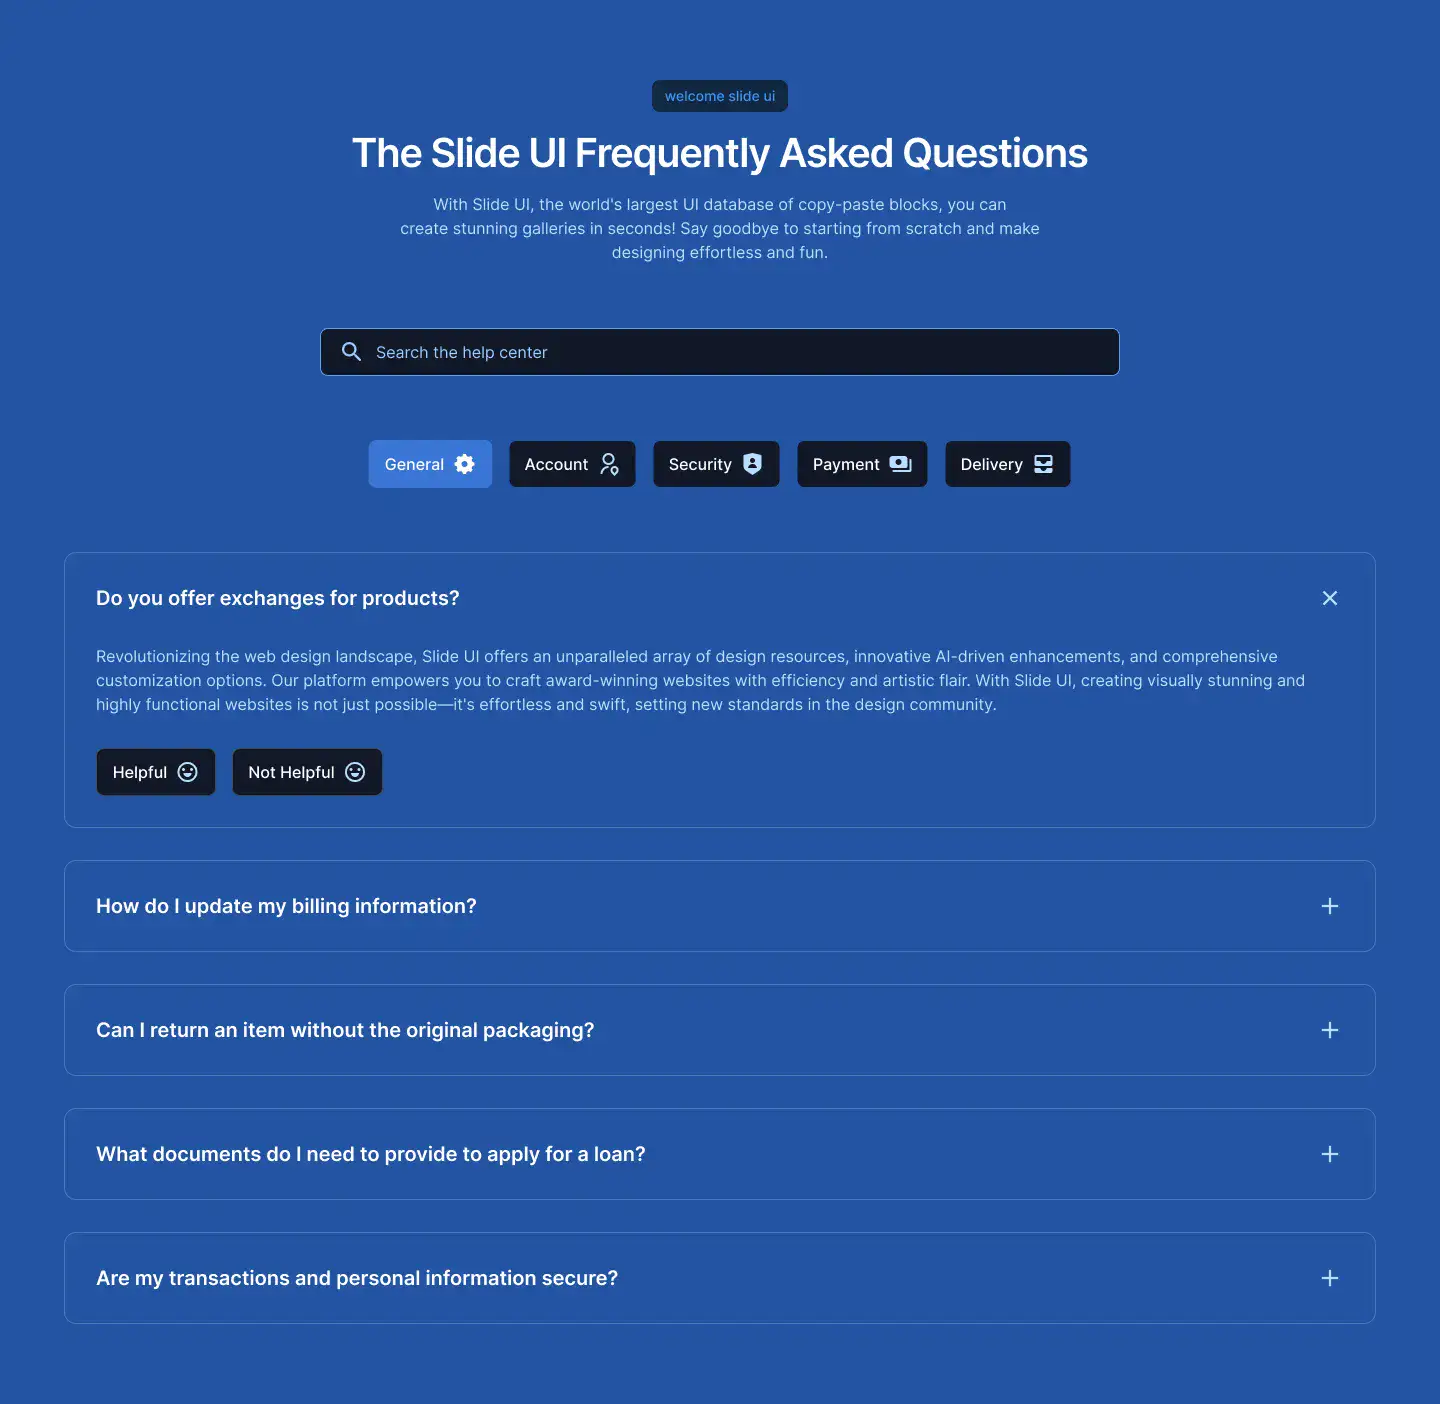 welcome slide ui
The Slide UI Frequently Asked Questions
With Slide UI, the world's largest UI database of copy-paste blocks, you can
create stunning galleries in seconds! Say goodbye to starting from scratch and make
designing effortless and fun.
Search the help center
General
Account
Security
Payment
Delivery
Do you offer exchanges for products?
Revolutionizing the web design landscape, Slide UI offers an unparalleled array of design resources, innovative AI-driven enhancements, and comprehensive
customization options. Our platform empowers you to craft award-winning websites with efficiency and artistic flair. With Slide UI, creating visually stunning and
highly functional websites is not just possible—it's effortless and swift, setting new standards in the design community.
Helpful
Not Helpful
How do I update my billing information?
Can I return an item without the original packaging?
What documents do I need to provide to apply for a loan?
Are my transactions and personal information secure?